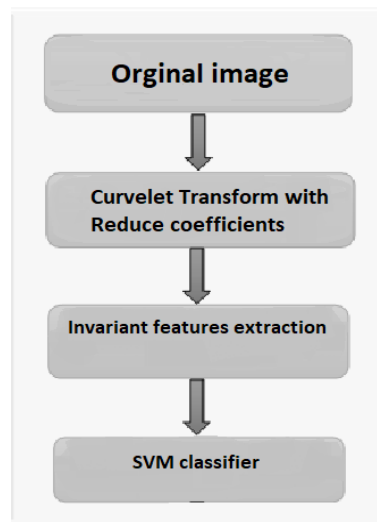 Orginal image
Curvelet Transform with
Reduce coefficients
Invariant features extraction
SVM classifier